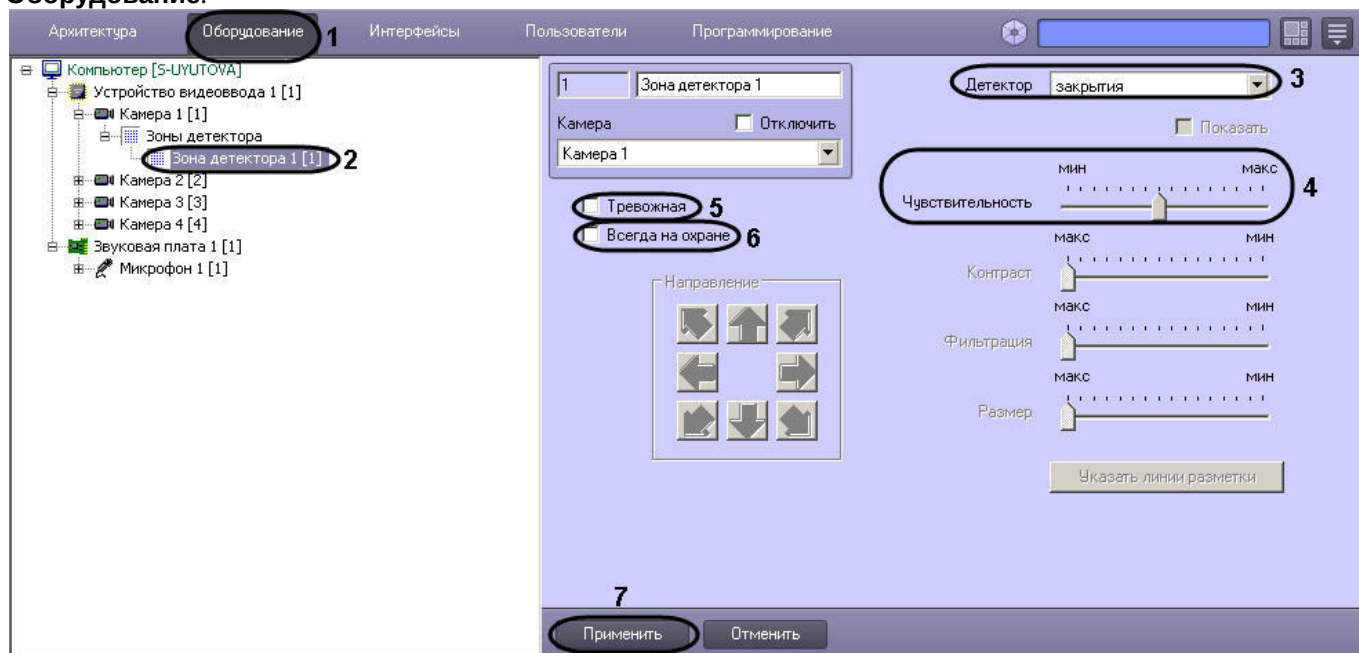 Оборудование.
Архитектура Оборудование 1 Интерфейсы Пользователи Программирование
Компьютер [S-UYUTOVA]
Устройство видеоввода 1 [1]
Камера 1 [1]
Зоны детектора
Зона детектора 1 [1] 2
Камера 2 [2]
Камера 3 [3]
Камера 4 [4]
Звуковая плата 1 [1]
Микрофон 1 [1]
1 Зона детектора 1
Камера Отключить
Камера 1
Тревожная 5
Всегда на охране 6
Направление
Детектор закрытия 3
Показать
мин макс
Чувствительность 4
макс мин
Контраст
макс мин
Фильтрация
макс мин
Размер
Указать линии разметки
7
Применить Отменить